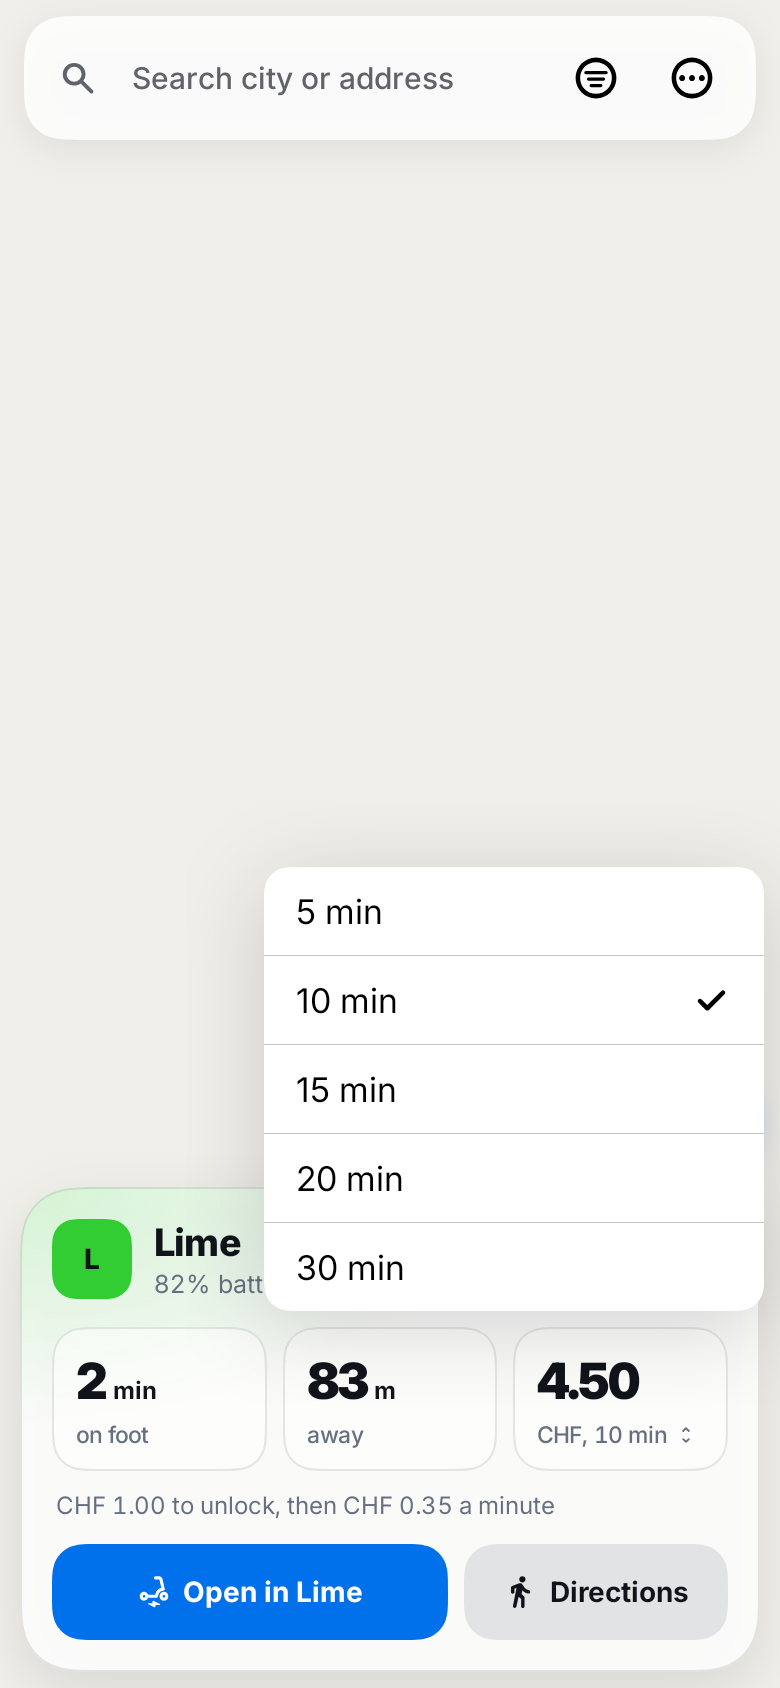 Search city or address
5 min
10 min
15 min
20 min
30 min
L
Lime
82% batt
2 min
on foot
83 m
away
4.50
CHF, 10 min
CHF 1.00 to unlock, then CHF 0.35 a minute
Open in Lime
Directions